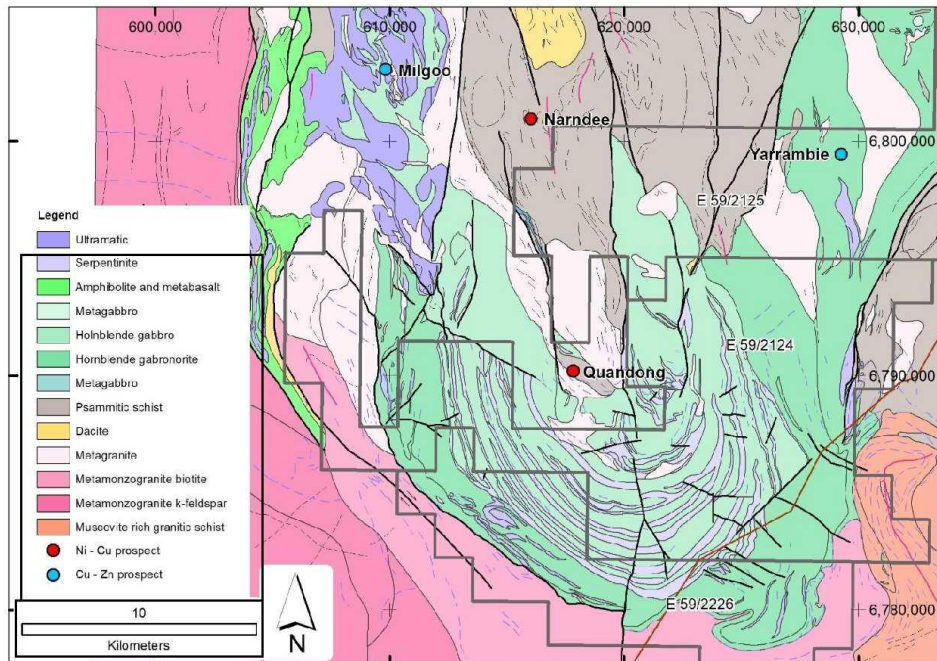 600,000
610,000
620,000
630,000
Milgoo
Narndee
Yarrambie
6,800,000
E 59/2125
Legend
Ultramatic
Serpentinite
Amphibolite and metabasalt
Metagabbro
Holnblende gabbro
Hornblende gabronorite
Metagabbro
Psammitic schist
Dacite
Metagranite
Metamonzogranite biotite
Metamonzogranite k-feldspar
Muscovite rich granitic schist
Ni - Cu prospect
Cu - Zn prospect
E 59/2124
Quandong
6,790,000
E 59/2226
6,780,000
10
Kilometers
N